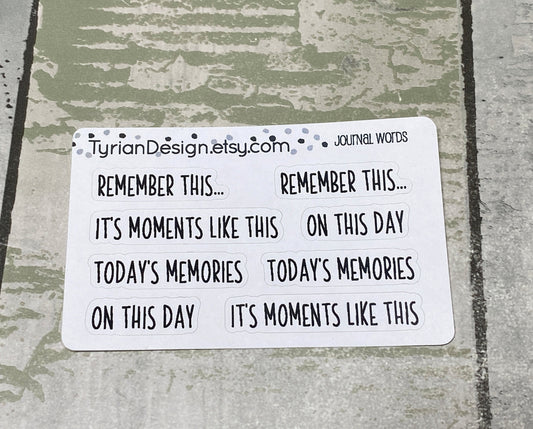 TyrianDesign.etsy.com JOURNAL WORDS
REMEMBER THIS... REMEMBER THIS...
IT'S MOMENTS LIKE THIS ON THIS DAY
TODAY'S MEMORIES TODAY'S MEMORIES
ON THIS DAY IT'S MOMENTS LIKE THIS